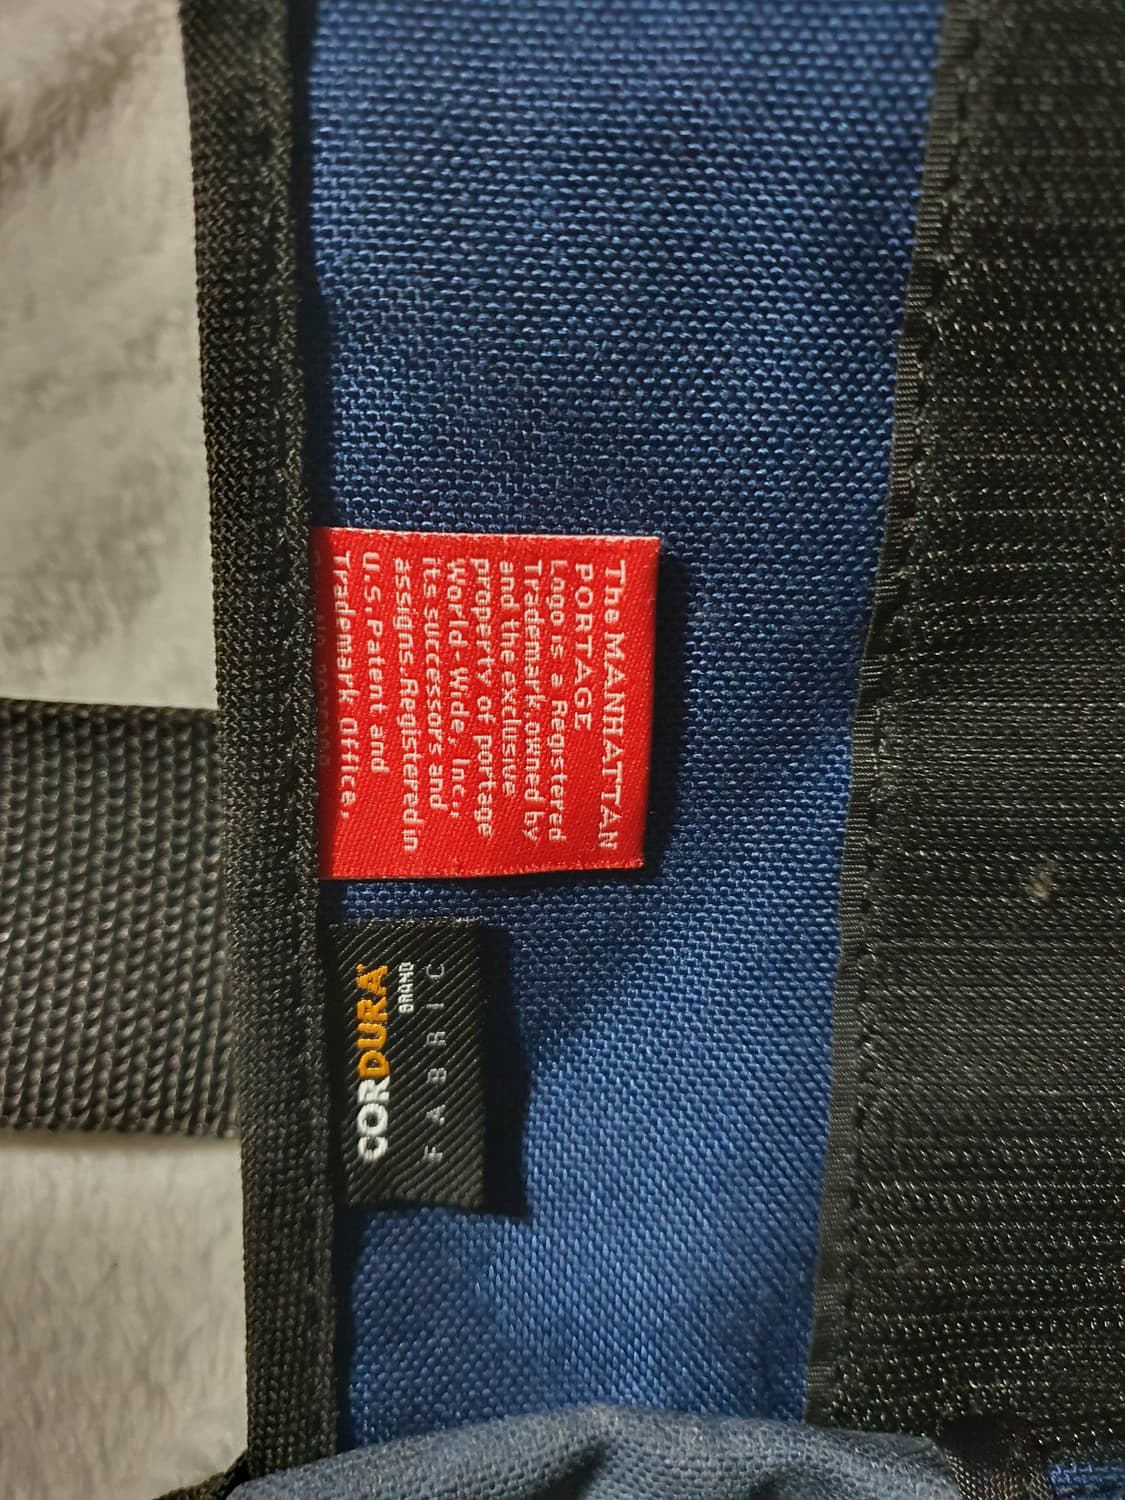 The MANHATTAN
PORTAGE
Logo is a Registered
Trademark owned by
and the exclusive
property of portage
World-Wide, Inc.,
its successors and
assigns.Registered in
U.S.Patent and
Trademark Office.
CORDURA®
BRAND
FABRIC